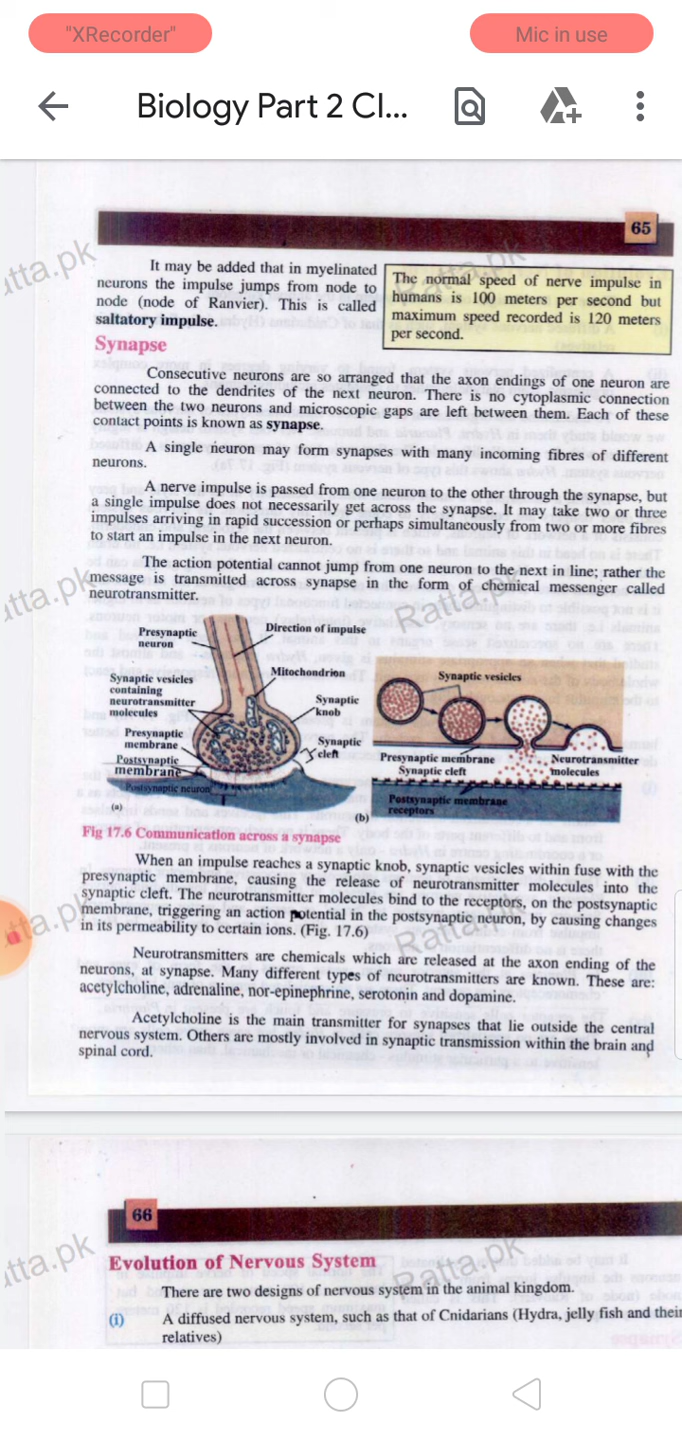 "XRecorder"
Mic in use
Biology Part 2 Cl...
65
It may be added that in myelinated
neurons the impulse jumps from node to
node (node of Ranvier). This is called
saltatory impulse.
The normal speed of nerve impulse in
humans is 100 meters per second but
maximum speed recorded is 120 meters
per second.
Synapse
Consecutive neurons are so arranged that the axon endings of one neuron are
connected to the dendrites of the next neuron. There is no cytoplasmic connection
between the two neurons and microscopic gaps are left between them. Each of these
contact points is known as synapse.
A single neuron may form synapses with many incoming fibres of different
neurons.
A nerve impulse is passed from one neuron to the other through the synapse, but
a single impulse does not necessarily get across the synapse. It may take two or three
impulses arriving in rapid succession or perhaps simultaneously from two or more fibres
to start an impulse in the next neuron.
The action potential cannot jump from one neuron to the next in line; rather the
message is transmitted across synapse in the form of chemical messenger called
neurotransmitter.
Presynaptic
neuron
Direction of impulse
Synaptic vesicles
containing
neurotransmitter
molecules
Mitochondrion
Synaptic
knob
Presynaptic
membrane
Synaptic
cleft
Postsynaptic
membrane
Postsynaptic neuron
(a)
Synaptic vesicles
Presynaptic membrane
Synaptic cleft
Neurotransmitter
molecules
Postsynaptic membrane
receptors
(b)
Fig 17.6 Communication across a synapse
When an impulse reaches a synaptic knob, synaptic vesicles within fuse with the
presynaptic membrane, causing the release of neurotransmitter molecules into the
synaptic cleft. The neurotransmitter molecules bind to the receptors, on the postsynaptic
membrane, triggering an action potential in the postsynaptic neuron, by causing changes
in its permeability to certain ions. (Fig. 17.6)
Neurotransmitters are chemicals which are released at the axon ending of the
neurons, at synapse. Many different types of neurotransmitters are known. These are:
acetylcholine, adrenaline, nor-epinephrine, serotonin and dopamine.
Acetylcholine is the main transmitter for synapses that lie outside the central
nervous system. Others are mostly involved in synaptic transmission within the brain and
spinal cord.
66
Evolution of Nervous System
There are two designs of nervous system in the animal kingdom.
(i) A diffused nervous system, such as that of Cnidarians (Hydra, jelly fish and their
relatives)
Ratta.pk